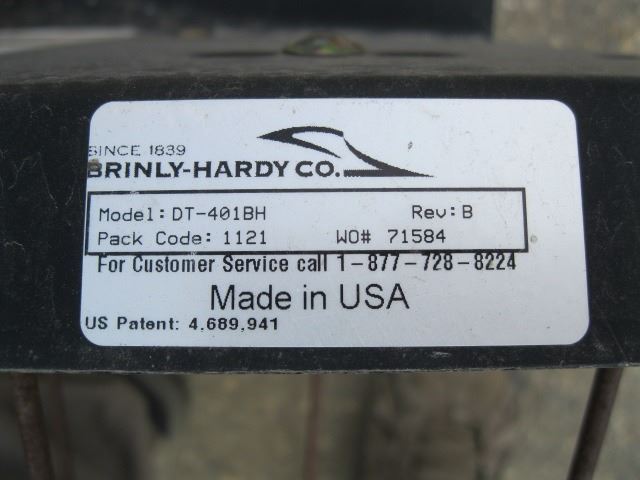 SINCE 1839
BRINLY-HARDY CO.
Model: DT-401BH Rev: B
Pack Code: 1121 WO# 71584
For Customer Service call 1-877-728-8224
Made in USA
US Patent: 4,689,941